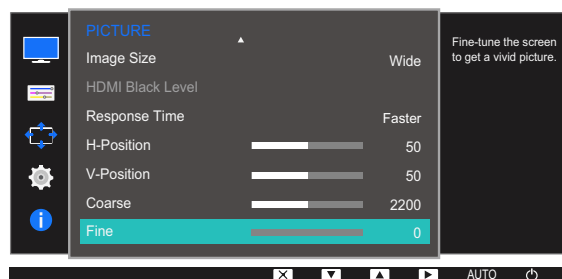 PICTURE
Image Size Wide
HDMI Black Level
Response Time Faster
H-Position 50
V-Position 50
Coarse 2200
Fine 0
Fine-tune the screen
to get a vivid picture.
AUTO